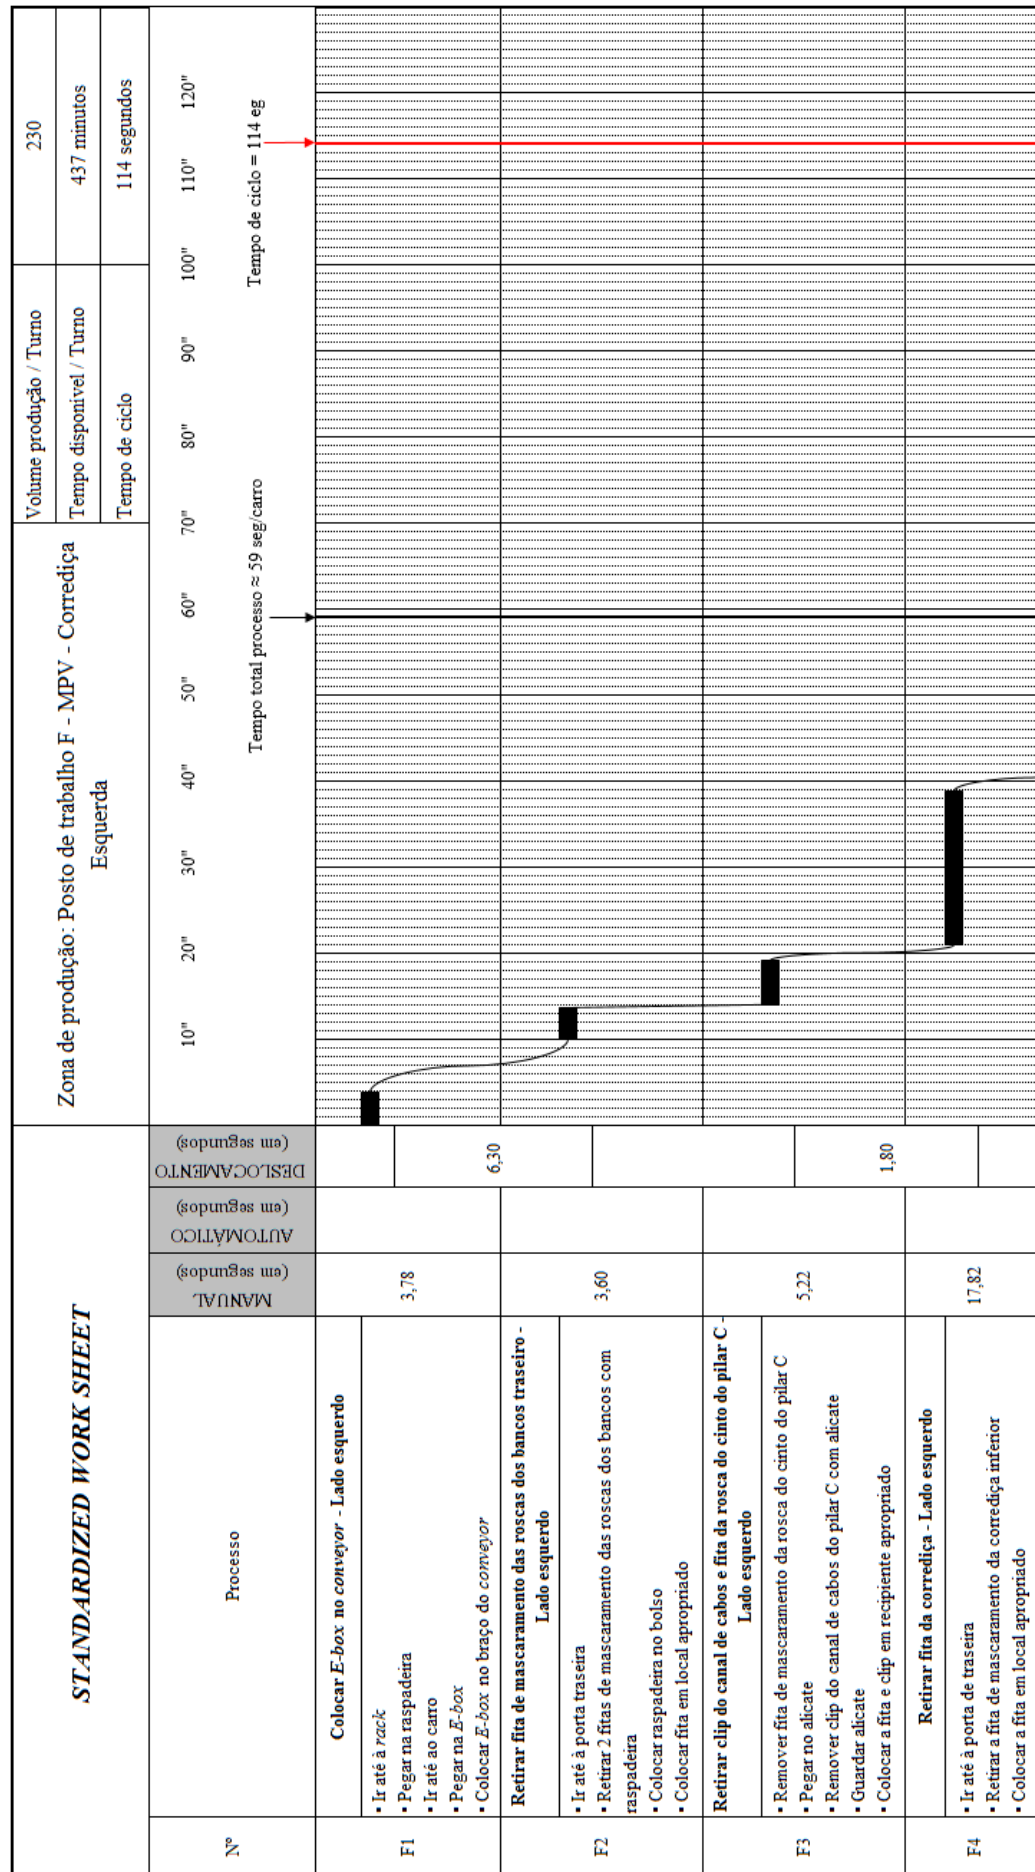 STANDARDIZED WORK SHEET
Zona de produção: Posto de trabalho F - MPV - Corrediça
Esquerda
Volume produção / Turno
230
Tempo disponível / Turno
437 minutos
Tempo de ciclo
114 segundos
Nº
Processo
MANUAL
(em segundos)
AUTOMÁTICO
(em segundos)
DESLOCAMENTO
(em segundos)
10" 20" 30" 40" 50" 60" 70" 80" 90" 100" 110" 120"
Tempo total processo ≈ 59 seg/carro
Tempo de ciclo = 114 eg
F1
Colocar E-box no conveyor - Lado esquerdo
▪ Ir até à rack
▪ Pegar na raspadeira
▪ Ir até ao carro
▪ Pegar na E-box
▪ Colocar E-box no braço do conveyor
3,78
6,30
F2
Retirar fita de mascaramento das roscas dos bancos traseiro -
Lado esquerdo
▪ Ir até à porta traseira
▪ Retirar 2 fitas de mascaramento das roscas dos bancos com
raspadeira
▪ Colocar raspadeira no bolso
▪ Colocar fita em local apropriado
3,60
F3
Retirar clip do canal de cabos e fita da rosca do cinto do pilar C -
Lado esquerdo
▪ Remover fita de mascaramento da rosca do cinto do pilar C
▪ Pegar no alicate
▪ Remover clip do canal de cabos do pilar C com alicate
▪ Guardar alicate
▪ Colocar a fita e clip em recipiente apropriado
5,22
1,80
F4
Retirar fita da corrediça - Lado esquerdo
▪ Ir até à porta de traseira
▪ Retirar a fita de mascaramento da corrediça inferior
▪ Colocar a fita em local apropriado
17,82